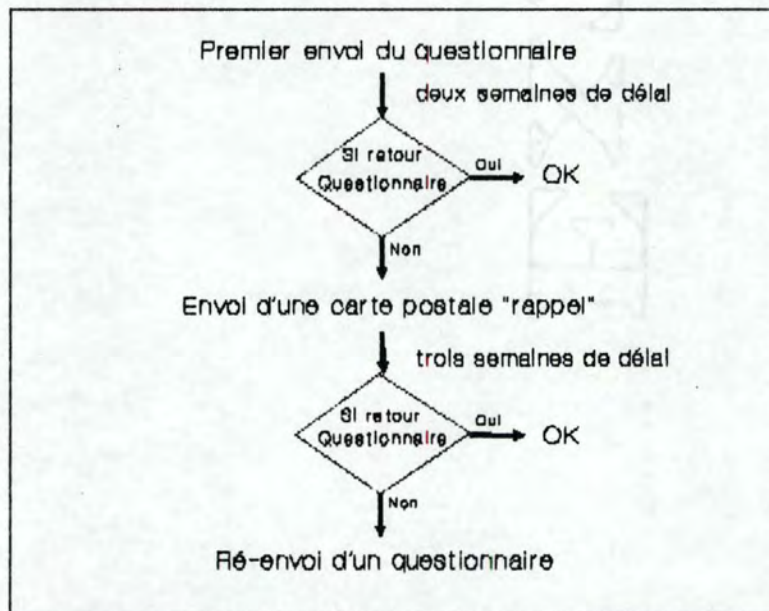 Premier envoi du questionnaire
deux semaines de délai
Si retour
Questionnaire
Oui
OK
Non
Envoi d'une carte postale "rappel"
trois semaines de délai
Si retour
Questionnaire
Oui
OK
Non
Ré-envoi d'un questionnaire